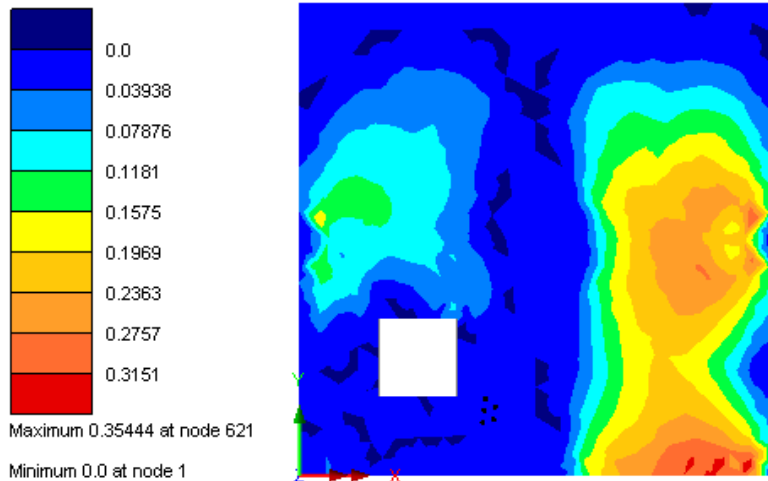 0.0
0.03938
0.07876
0.1181
0.1575
0.1969
0.2363
0.2757
0.3151
Maximum 0.35444 at node 621
Minimum 0.0 at node 1
Y
X